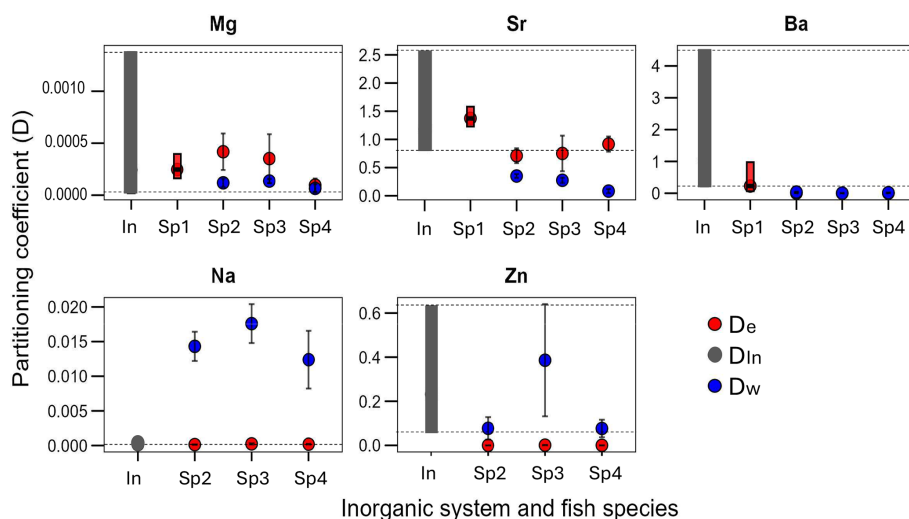 Mg
Sr
Ba
Partitioning coefficient (D)
0.0010
0.0005
0.0000
In Sp1 Sp2 Sp3 Sp4
2.5
2.0
1.5
1.0
0.5
0.0
In Sp1 Sp2 Sp3 Sp4
4
3
2
1
0
In Sp1 Sp2 Sp3 Sp4
Na
Zn
0.020
0.015
0.010
0.005
0.000
In Sp2 Sp3 Sp4
0.6
0.4
0.2
0.0
In Sp2 Sp3 Sp4
De
DIn
Dw
Inorganic system and fish species